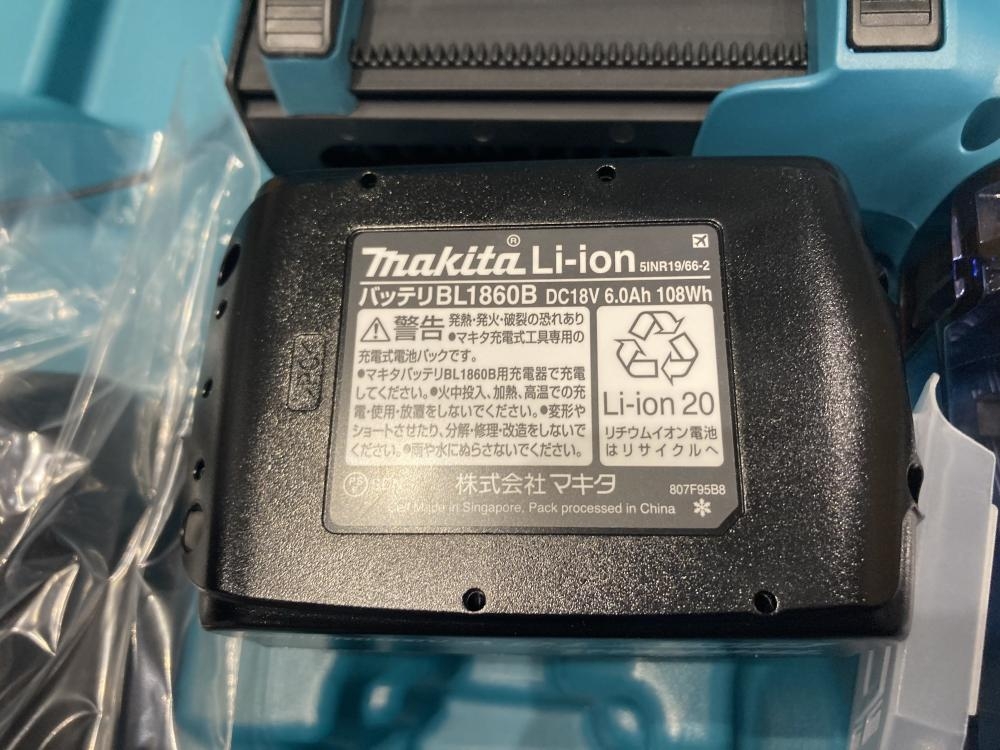 makita® Li-ion 5INR19/66-2
バッテリBL1860B DC18V 6.0Ah 108Wh
警告 発熱・発火・破裂の恐れあり
●マキタ充電式工具専用の
充電式電池パックです。
●マキタバッテリBL1860B用充電器で充電
してください。●火中投入、加熱、高温での充
電・使用・放置をしないでください。●変形や
ショートさせたり、分解・修理・改造をしないで
ください。●雨や水にぬらさないでください。
Li-ion 20
リチウムイオン電池
はリサイクルへ
PSE SDK 株式会社マキタ 807F95B8
Cell Made in Singapore, Pack processed in China